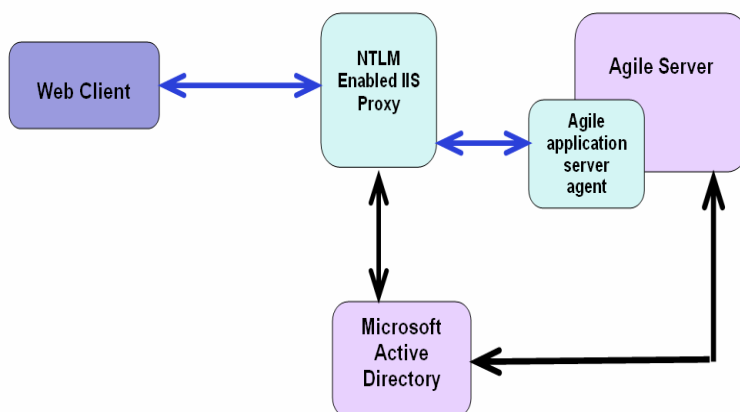 Web Client
NTLM
Enabled IIS
Proxy
Agile Server
Agile
application
server
agent
Microsoft
Active
Directory